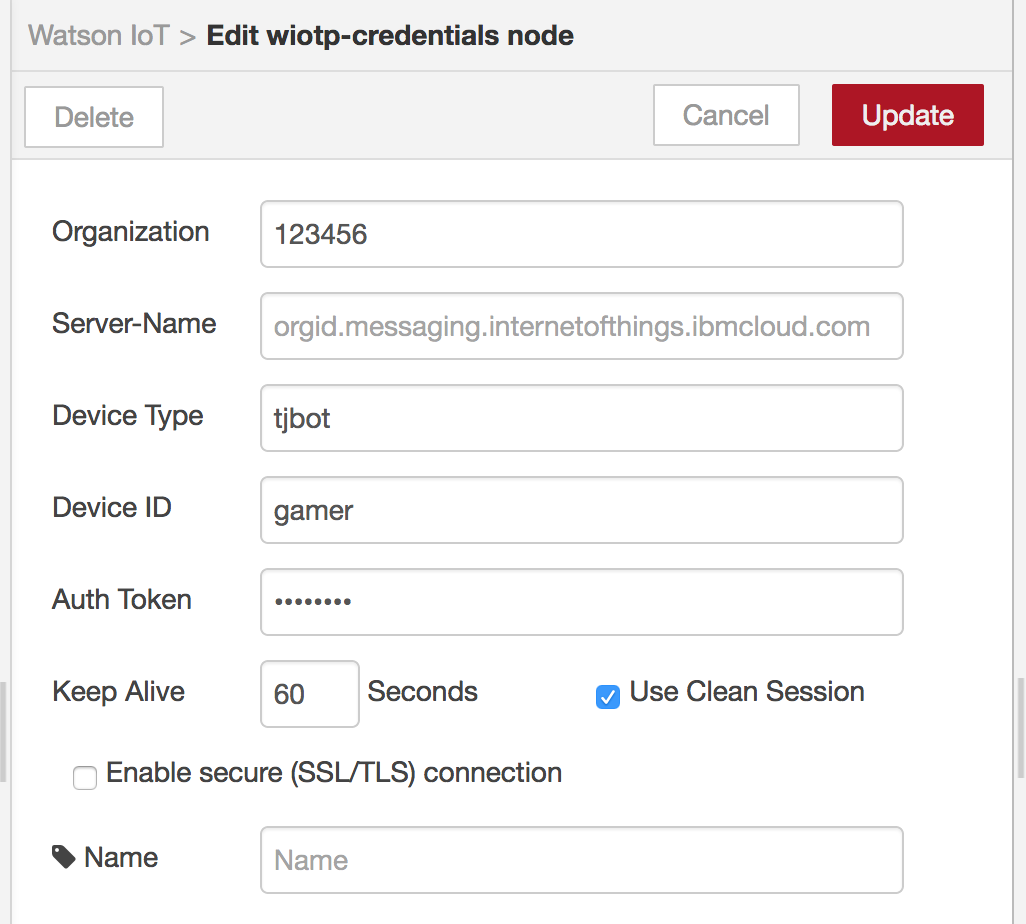 Watson IoT > Edit wiotp-credentials node
Delete Cancel Update
Organization 123456
Server-Name orgid.messaging.internetofthings.ibmcloud.com
Device Type tjbot
Device ID gamer
Auth Token ••••••••
Keep Alive 60 Seconds Use Clean Session
Enable secure (SSL/TLS) connection
Name Name